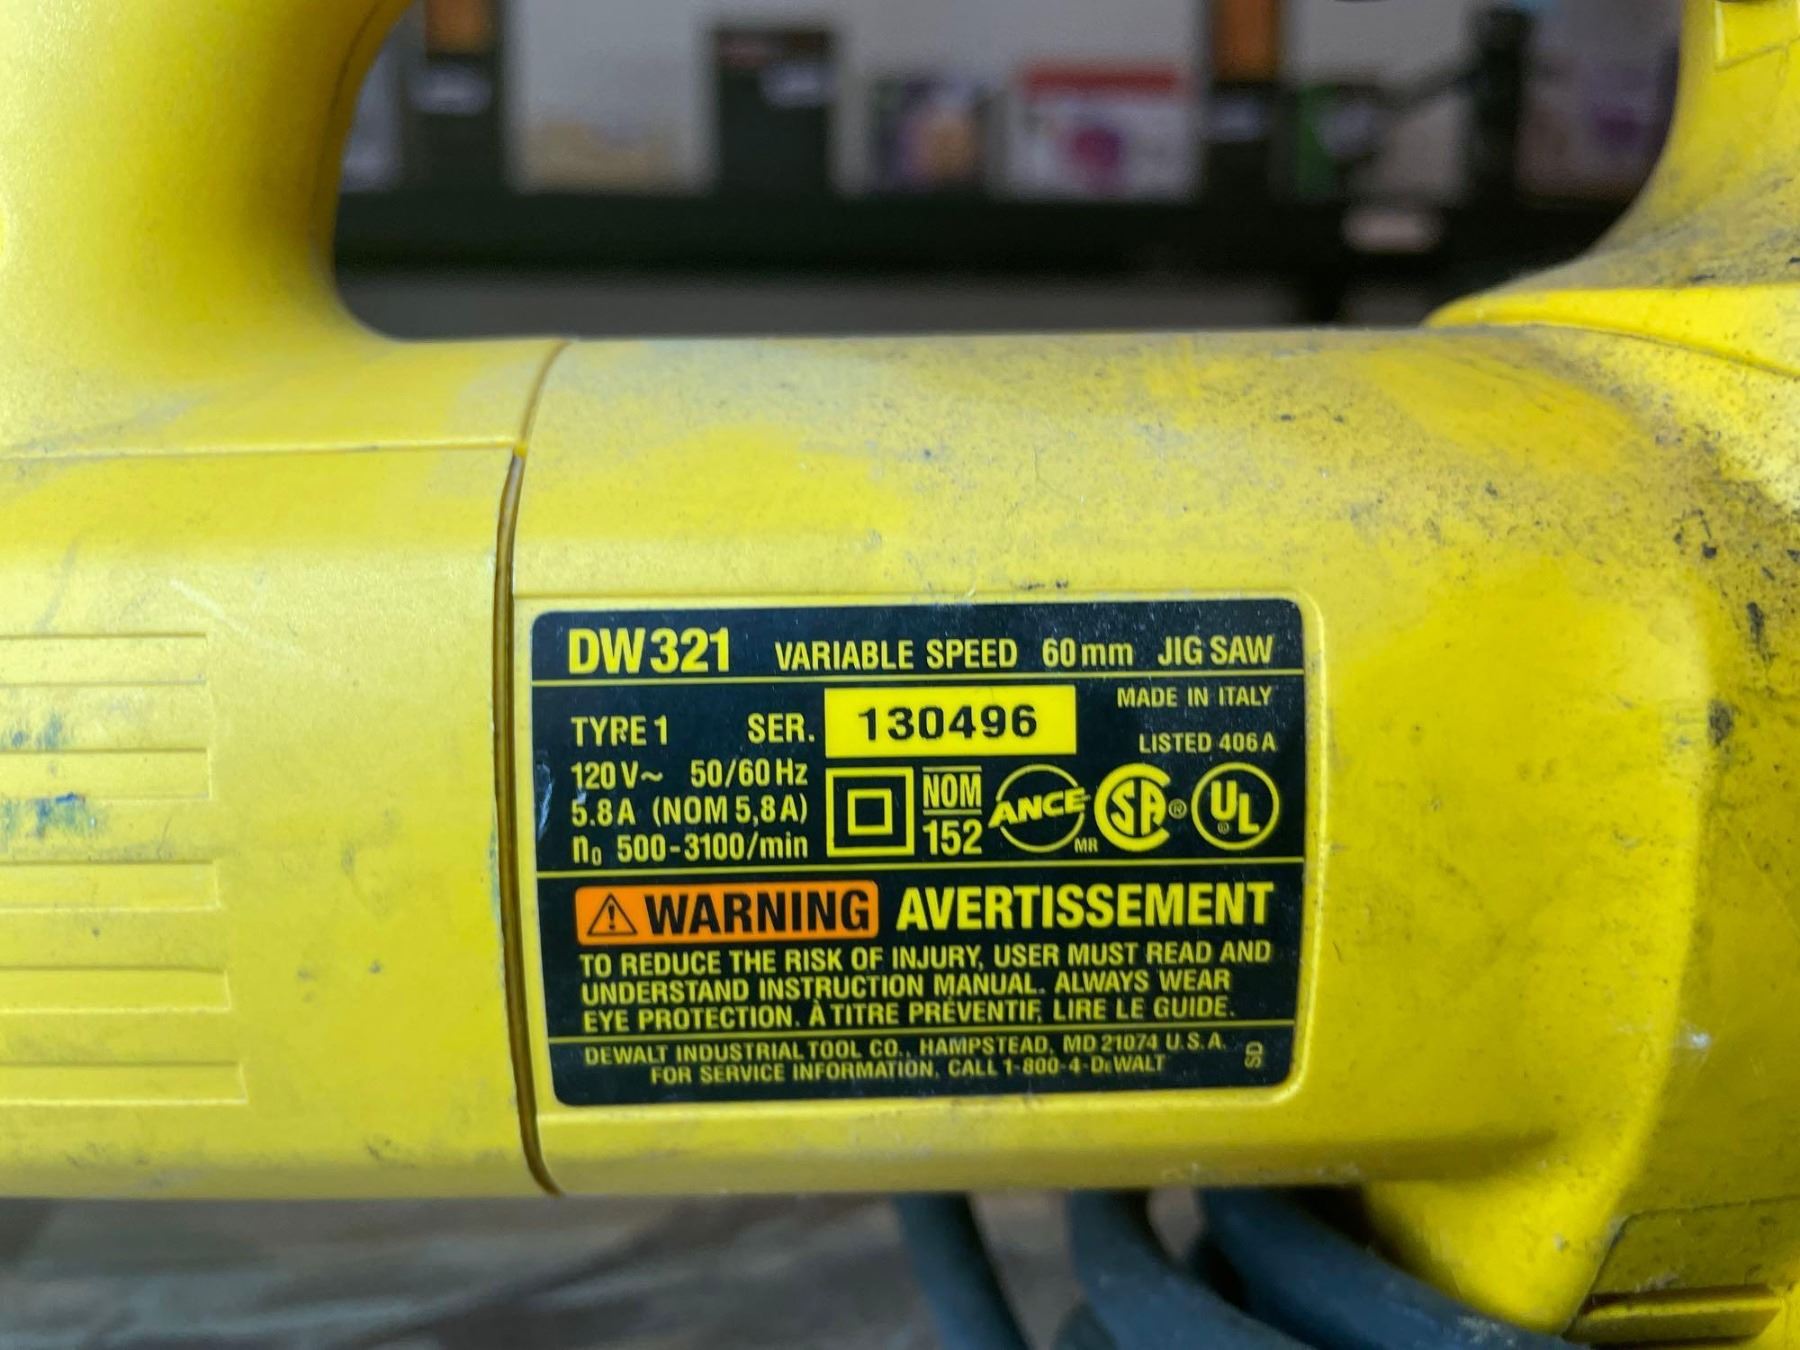 DW321 VARIABLE SPEED 60mm JIG SAW
TYPE 1 SER. 130496 MADE IN ITALY
LISTED 406A
120V~ 50/60Hz
5.8A (NOM 5,8A)
n₀ 500-3100/min
NOM
152
ANCE MR
SA ®
UL ®
WARNING AVERTISSEMENT
TO REDUCE THE RISK OF INJURY, USER MUST READ AND
UNDERSTAND INSTRUCTION MANUAL. ALWAYS WEAR
EYE PROTECTION. À TITRE PRÉVENTIF, LIRE LE GUIDE.
DEWALT INDUSTRIAL TOOL CO., HAMPSTEAD, MD 21074 U.S.A.
FOR SERVICE INFORMATION, CALL 1-800-4-DEWALT
SD